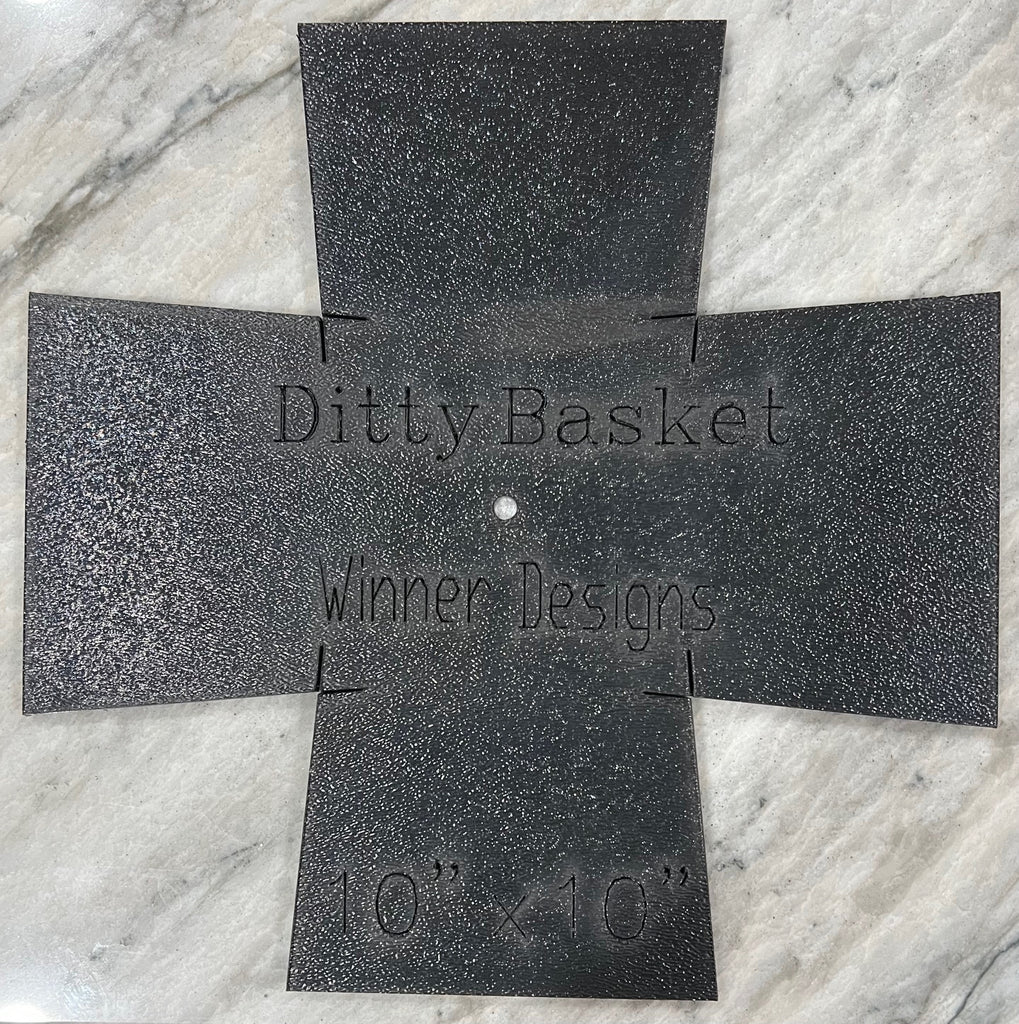 Ditty Basket
Winner Designs
10” x 10”